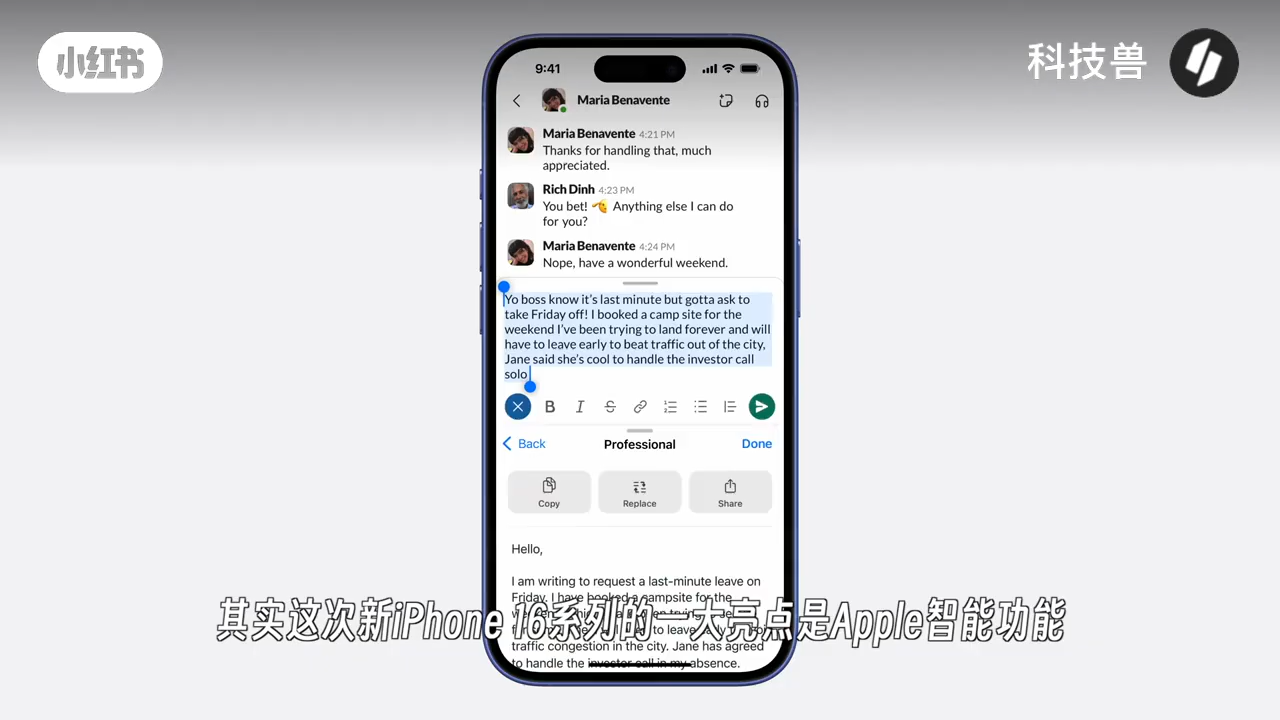 小红书
科技兽
9:41
Maria Benavente
Maria Benavente 4:21 PM
Thanks for handling that, much
appreciated.
Rich Dinh 4:23 PM
You bet! 🫡 Anything else I can do
for you?
Maria Benavente 4:24 PM
Nope, have a wonderful weekend.
Yo boss know it's last minute but gotta ask to
take Friday off! I booked a camp site for the
weekend I've been trying to land forever and will
have to leave early to beat traffic out of the city,
Jane said she's cool to handle the investor call
solo
B I S
Back Professional Done
Copy Replace Share
Hello,
I am writing to request a last-minute leave on
Friday. I have booked a campsite for the
其实这次新iPhone 16系列的一大亮点是Apple智能功能
traffic congestion in the city. Jane has agreed
to handle the investor call in my absence.